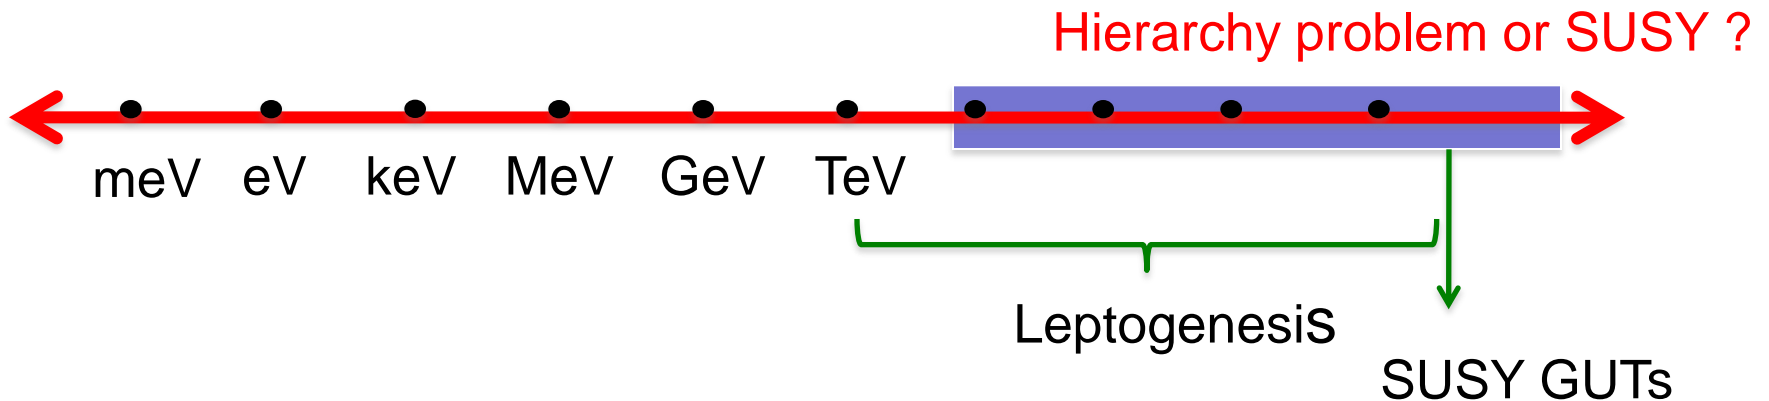 Hierarchy problem or SUSY ?
meV eV keV MeV GeV TeV
Leptogenesis
SUSY GUTs